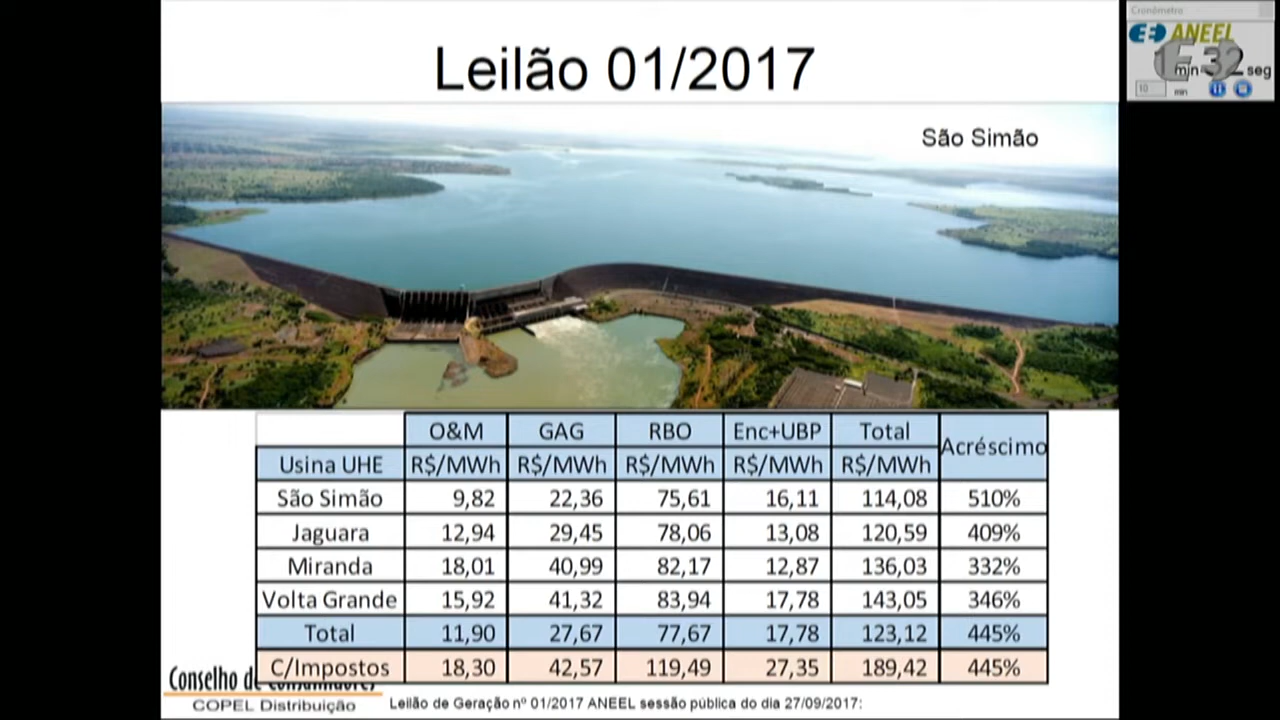 Cronômetro
ANEEL
min 32 seg
10 min
Leilão 01/2017
São Simão
O&M GAG RBO Enc+UBP Total Acréscimo
Usina UHE R$/MWh R$/MWh R$/MWh R$/MWh R$/MWh
São Simão 9,82 22,36 75,61 16,11 114,08 510%
Jaguara 12,94 29,45 78,06 13,08 120,59 409%
Miranda 18,01 40,99 82,17 12,87 136,03 332%
Volta Grande 15,92 41,32 83,94 17,78 143,05 346%
Total 11,90 27,67 77,67 17,78 123,12 445%
C/Impostos 18,30 42,57 119,49 27,35 189,42 445%
Conselho de Consumidores
COPEL Distribuição
Leilão de Geração nº 01/2017 ANEEL sessão pública do dia 27/09/2017: